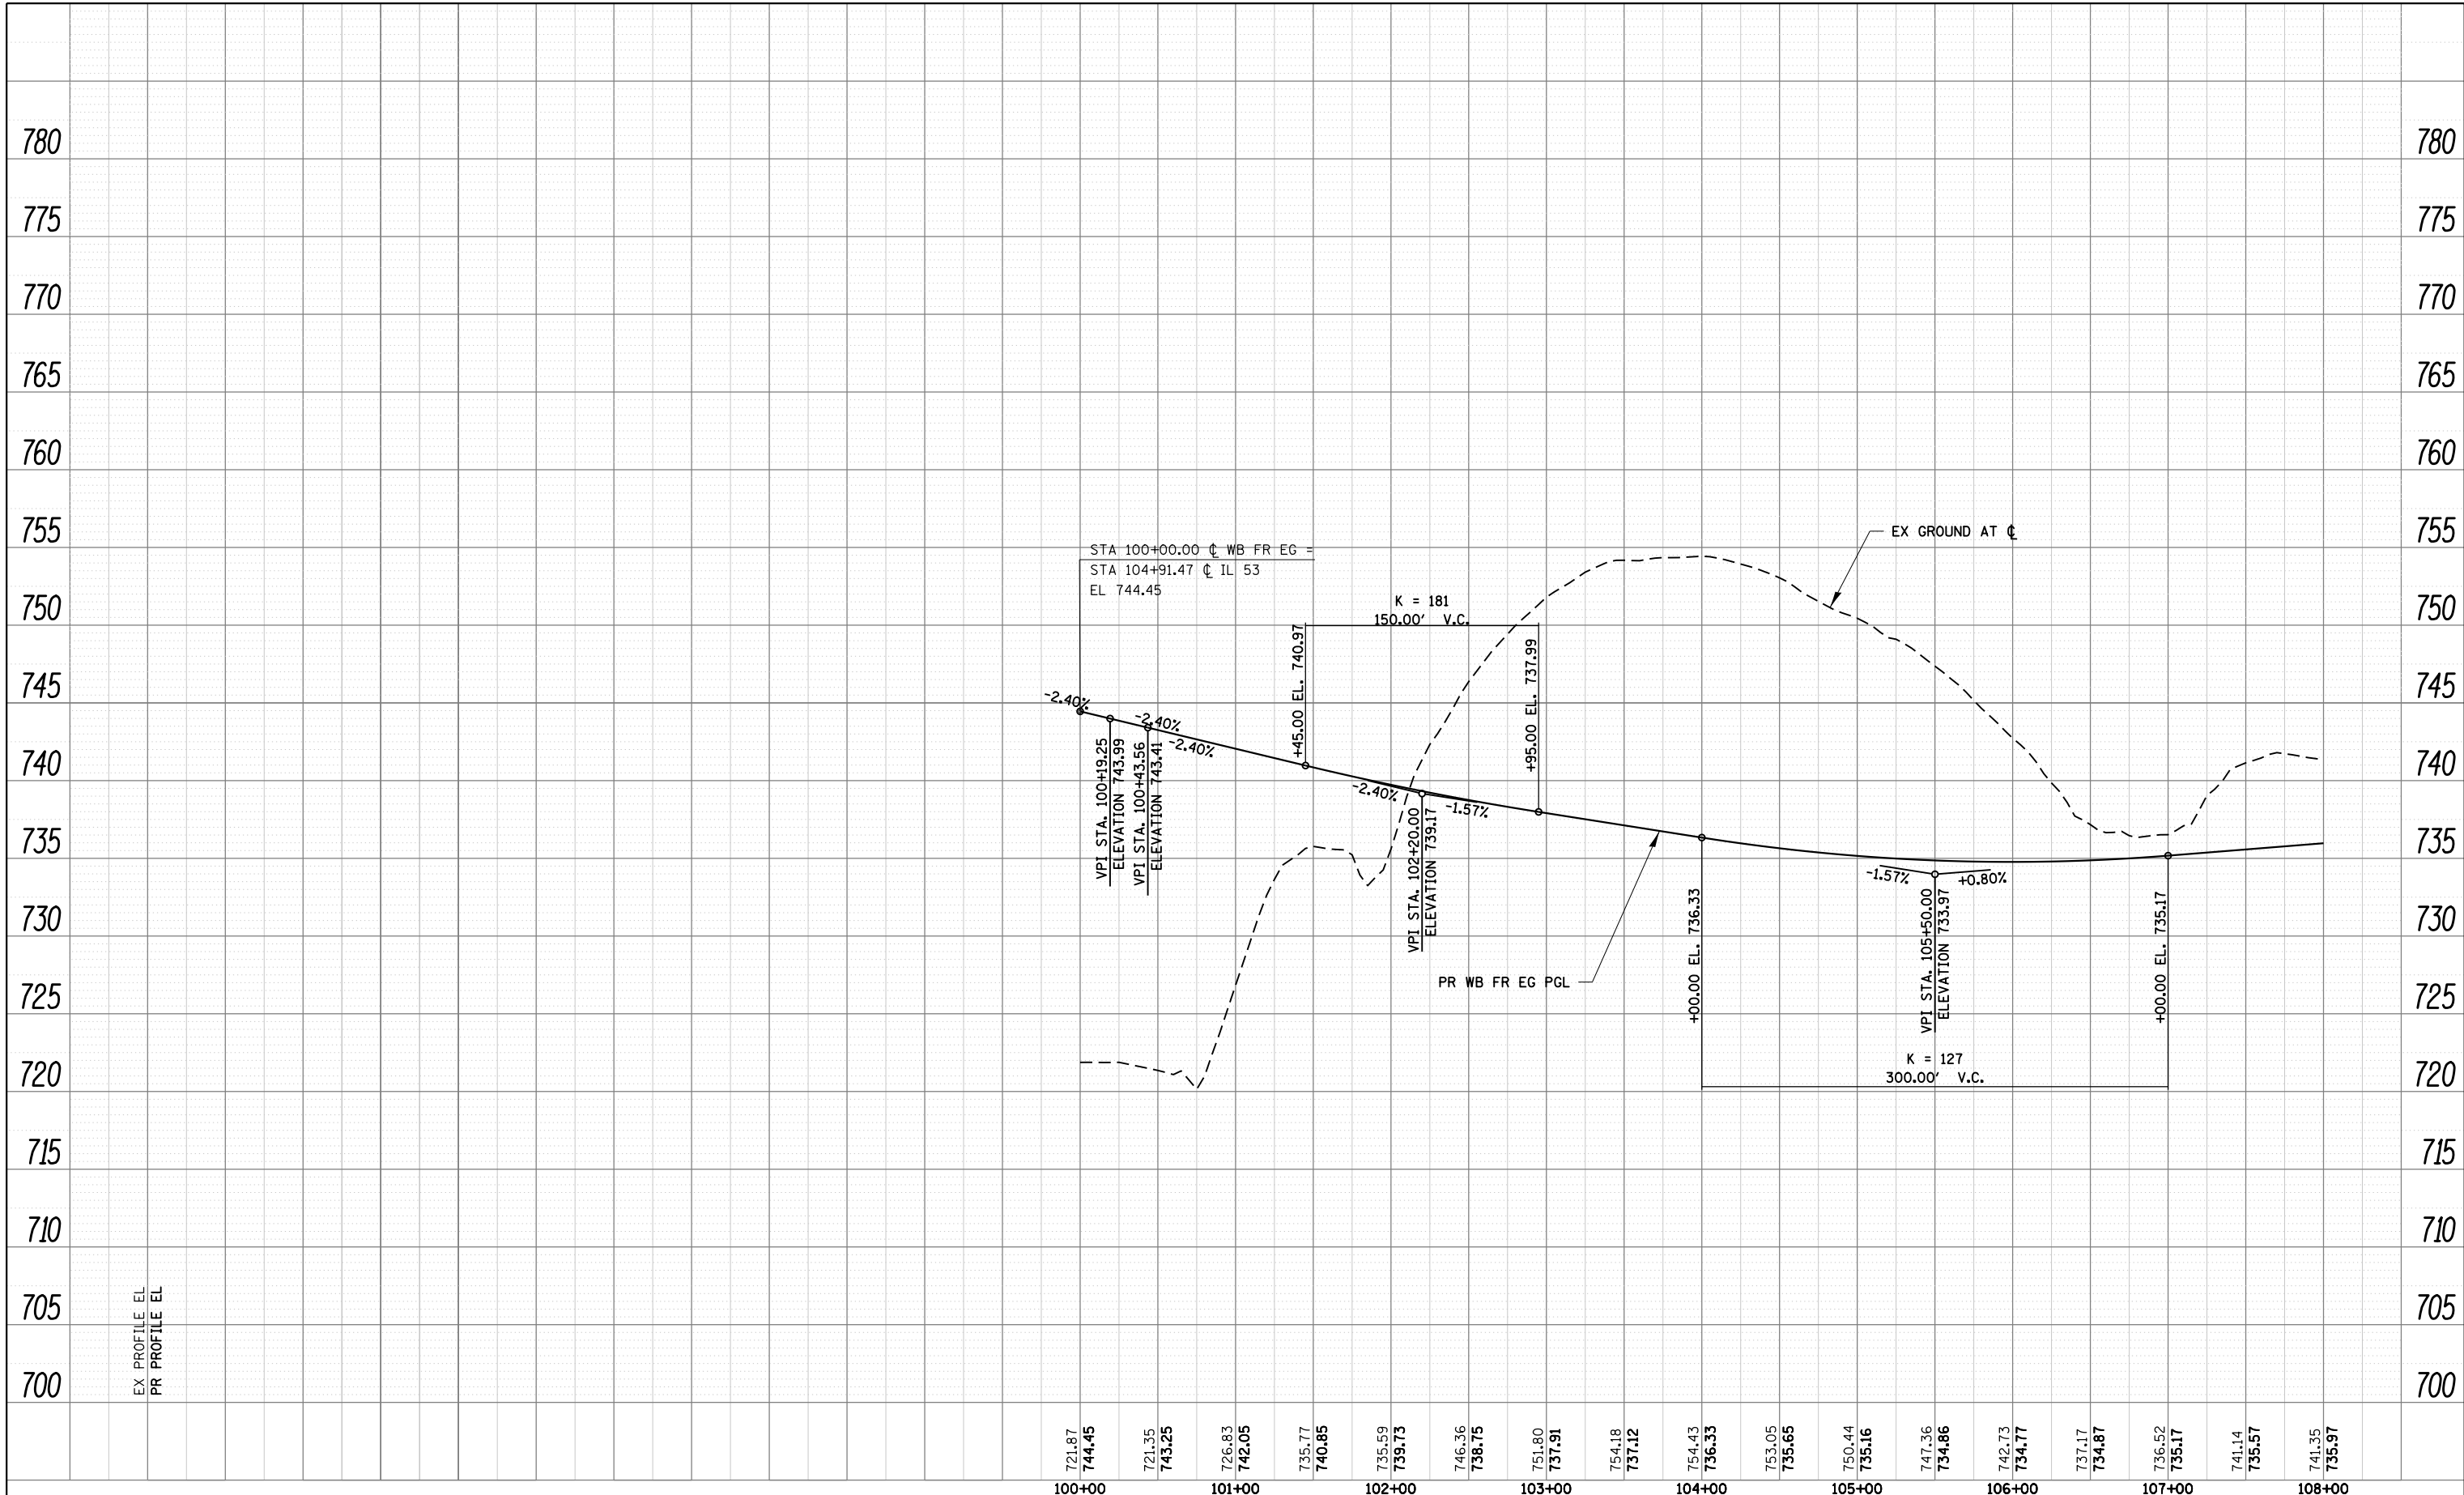 780 780
775 775
770 770
765 765
760 760
755 755
750 750
745 745
740 740
735 735
730 730
725 725
720 720
715 715
710 710
705 705
700 700
EX PROFILE EL
PR PROFILE EL
STA 100+00.00 ℄ WB FR EG =
STA 104+91.47 ℄ IL 53
EL 744.45
-2.40%
VPI STA. 100+19.25
ELEVATION 743.99
-2.40%
VPI STA. 100+43.56
ELEVATION 743.41
-2.40%
K = 181
150.00' V.C.
+45.00 EL. 740.97
+95.00 EL. 737.99
-2.40%
-1.57%
VPI STA. 102+20.00
ELEVATION 739.17
EX GROUND AT ℄
PR WB FR EG PGL
+00.00 EL. 736.33
-1.57%
+0.80%
VPI STA. 105+50.00
ELEVATION 733.97
+00.00 EL. 735.17
K = 127
300.00' V.C.
721.87
744.45
721.35
743.25
726.83
742.05
735.77
740.85
735.59
739.73
746.36
738.75
751.80
737.91
754.18
737.12
754.43
736.33
753.05
735.65
750.44
735.16
747.36
734.86
742.73
734.77
737.17
734.87
736.52
735.17
741.14
735.57
741.35
735.97
100+00 101+00 102+00 103+00 104+00 105+00 106+00 107+00 108+00